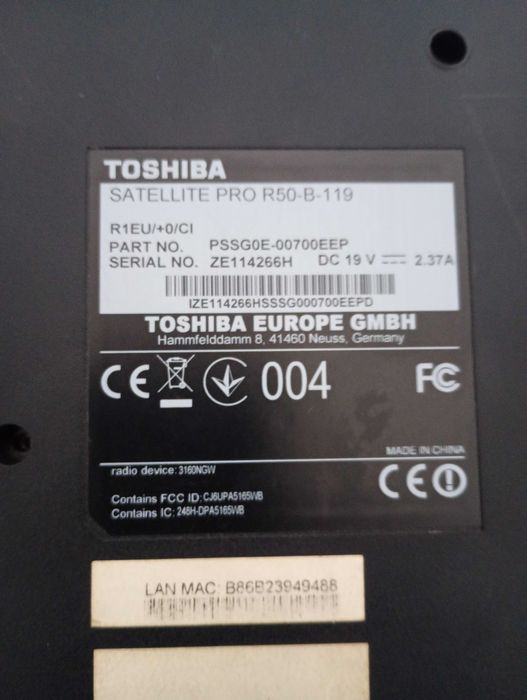 TOSHIBA
SATELLITE PRO R50-B-119
R1EU/+0/CI
PART NO. PSSG0E-00700EEP
SERIAL NO. ZE114266H DC 19 V 2.37A
IZE114266HSSSG000700EEPD
TOSHIBA EUROPE GMBH
Hammfelddamm 8, 41460 Neuss, Germany
CE 004 FC
MADE IN CHINA
radio device: 3160NGW
CE
Contains FCC ID: CJ6UPA5165WB
Contains IC: 248H-DPA5165WB
LAN MAC: B86B23949488